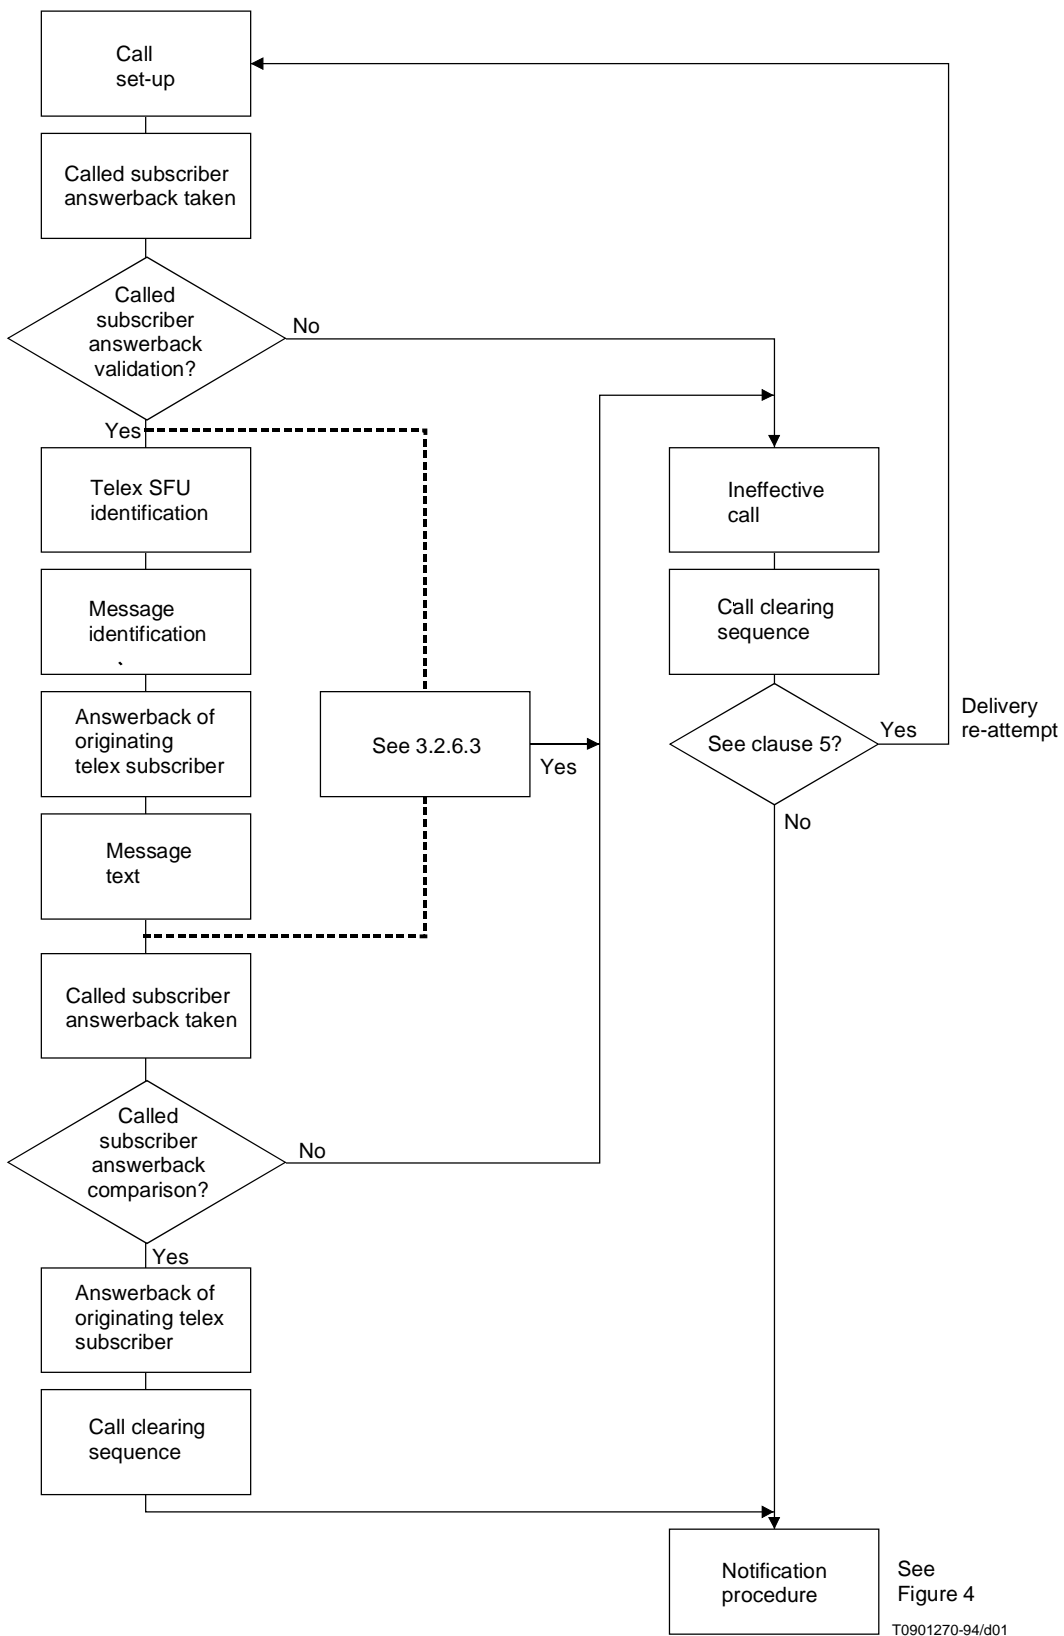 Call
set-up
Called subscriber
answerback taken
Called
subscriber
answerback
validation?
No
Yes
Telex SFU
identification
Ineffective
call
Message
identification
Call clearing
sequence
Answerback of
originating
telex subscriber
See 3.2.6.3
Yes
See clause 5?
Yes
Delivery
re-attempt
No
Message
text
Called subscriber
answerback taken
Called
subscriber
answerback
comparison?
No
Yes
Answerback of
originating telex
subscriber
Call clearing
sequence
Notification
procedure
See
Figure 4
T0901270-94/d01